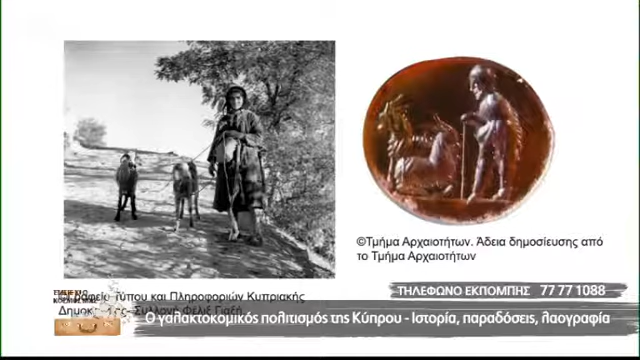 ©Τμήμα Αρχαιοτήτων. Άδεια δημοσίευσης από
το Τμήμα Αρχαιοτήτων
Τύπου και Πληροφοριών Κυπριακής
ΤΗΛΕΦΩΝΟ ΕΚΠΟΜΠΗΣ 77 77 1088
Ο γαλακτοκομικός πολιτισμός της Κύπρου - Ιστορία, παραδόσεις, λαογραφία